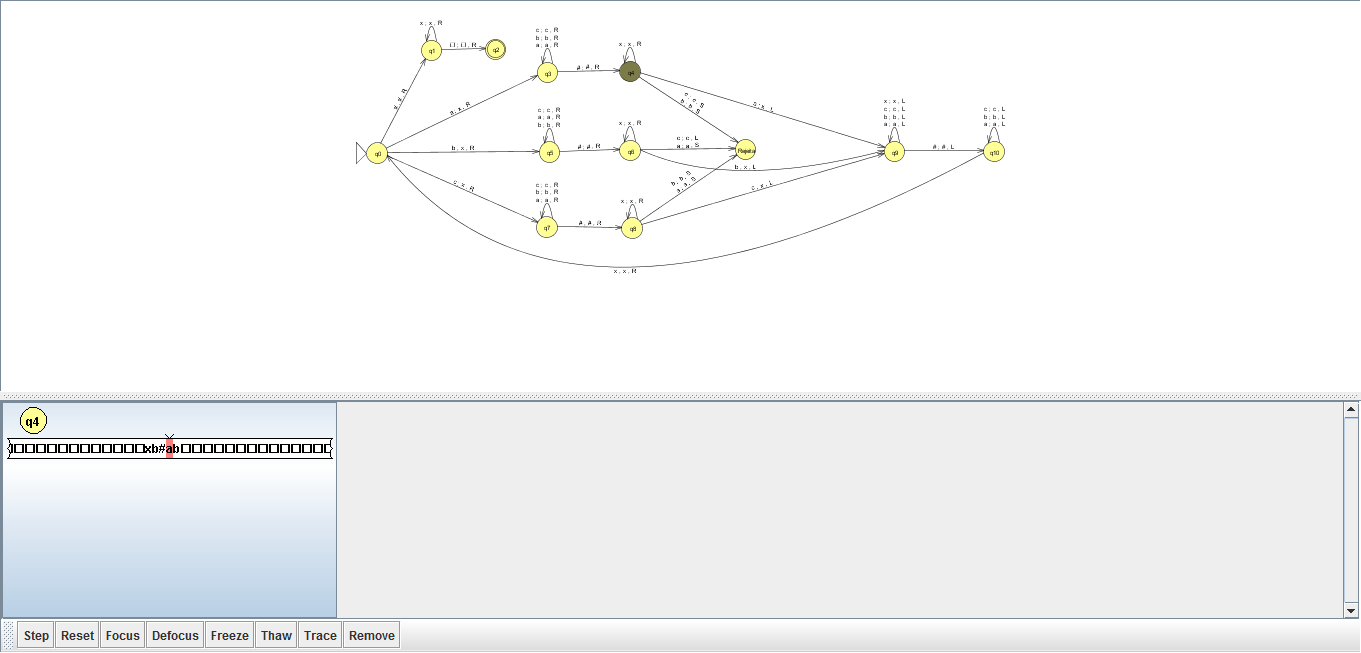 x ; x , R
q1
q2
c ; c , R
b ; b , R
a ; a , R
q3
#; #, R
x ; x , R
q4
a ; x , R
c ; x , L
x ; x , L
c ; c , L
b ; b , L
a ; a , L
c ; c , L
b ; b , L
a ; a , L
c ; c , R
a ; a , R
b ; b , R
x ; x , R
q0
b ; x , R
q5
#; #, R
q6
c ; c , L
a ; a , S
Rejeita
q9
#; #, L
q10
b ; x , L
c ; x , R
c ; c , R
b ; b , R
a ; a , R
b ; b , S
a ; a , S
c ; x , L
x ; x , R
q7
#; #, R
q8
x ; x , R
q4
xb#ab
Step Reset Focus Defocus Freeze Thaw Trace Remove